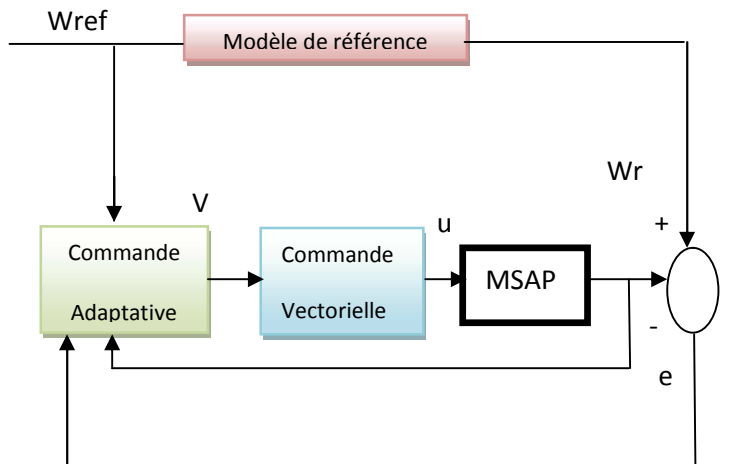 Wref
Modèle de référence
Wr
V
u
+
Commande
Adaptative
Commande
Vectorielle
MSAP
-
e